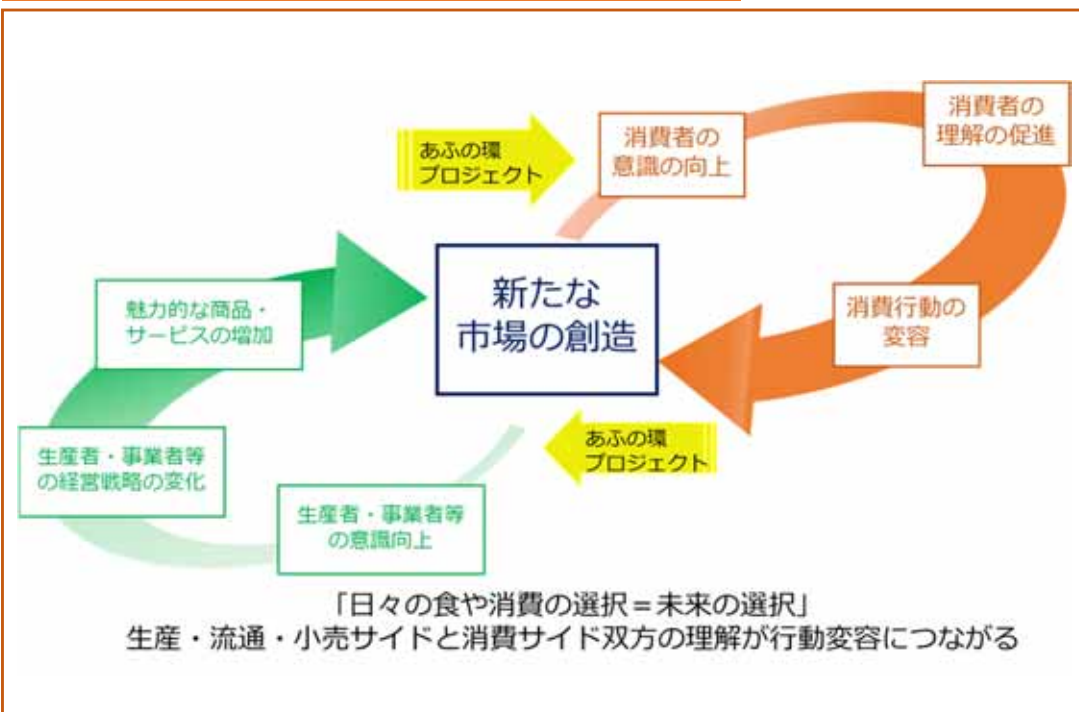 あふの環
プロジェクト
消費者の
意識の向上
消費者の
理解の促進
消費行動の
変容
新たな
市場の創造
魅力的な商品・
サービスの増加
生産者・事業者等
の経営戦略の変化
生産者・事業者等
の意識向上
あふの環
プロジェクト
「日々の食や消費の選択＝未来の選択」
生産・流通・小売サイドと消費サイド双方の理解が行動変容につながる